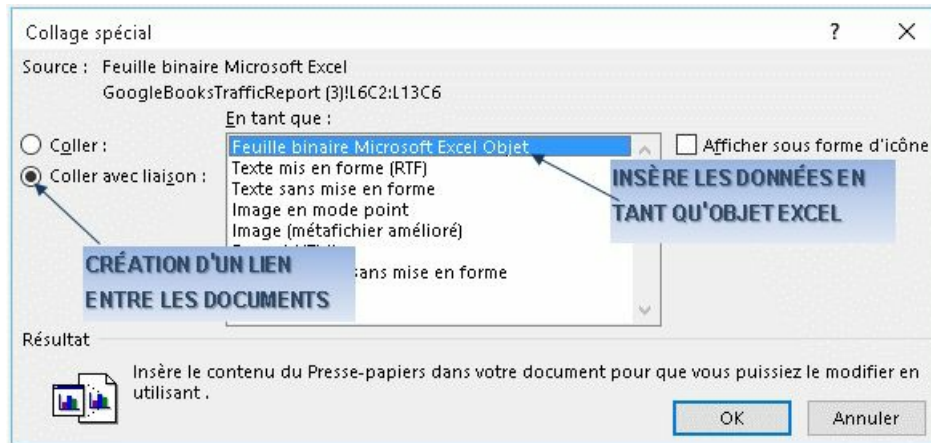 Collage spécial
? X
Source : Feuille binaire Microsoft Excel
GoogleBooksTrafficReport (3)!L6C2:L13C6
En tant que :
Coller :
Coller avec liaison :
Feuille binaire Microsoft Excel Objet
Texte mis en forme (RTF)
Texte sans mise en forme
Image en mode point
Image (métafichier amélioré)
sans mise en forme
Afficher sous forme d'icône
INSÈRE LES DONNÉES EN
TANT QU'OBJET EXCEL
CRÉATION D'UN LIEN
ENTRE LES DOCUMENTS
Résultat
Insère le contenu du Presse-papiers dans votre document pour que vous puissiez le modifier en
utilisant .
OK
Annuler